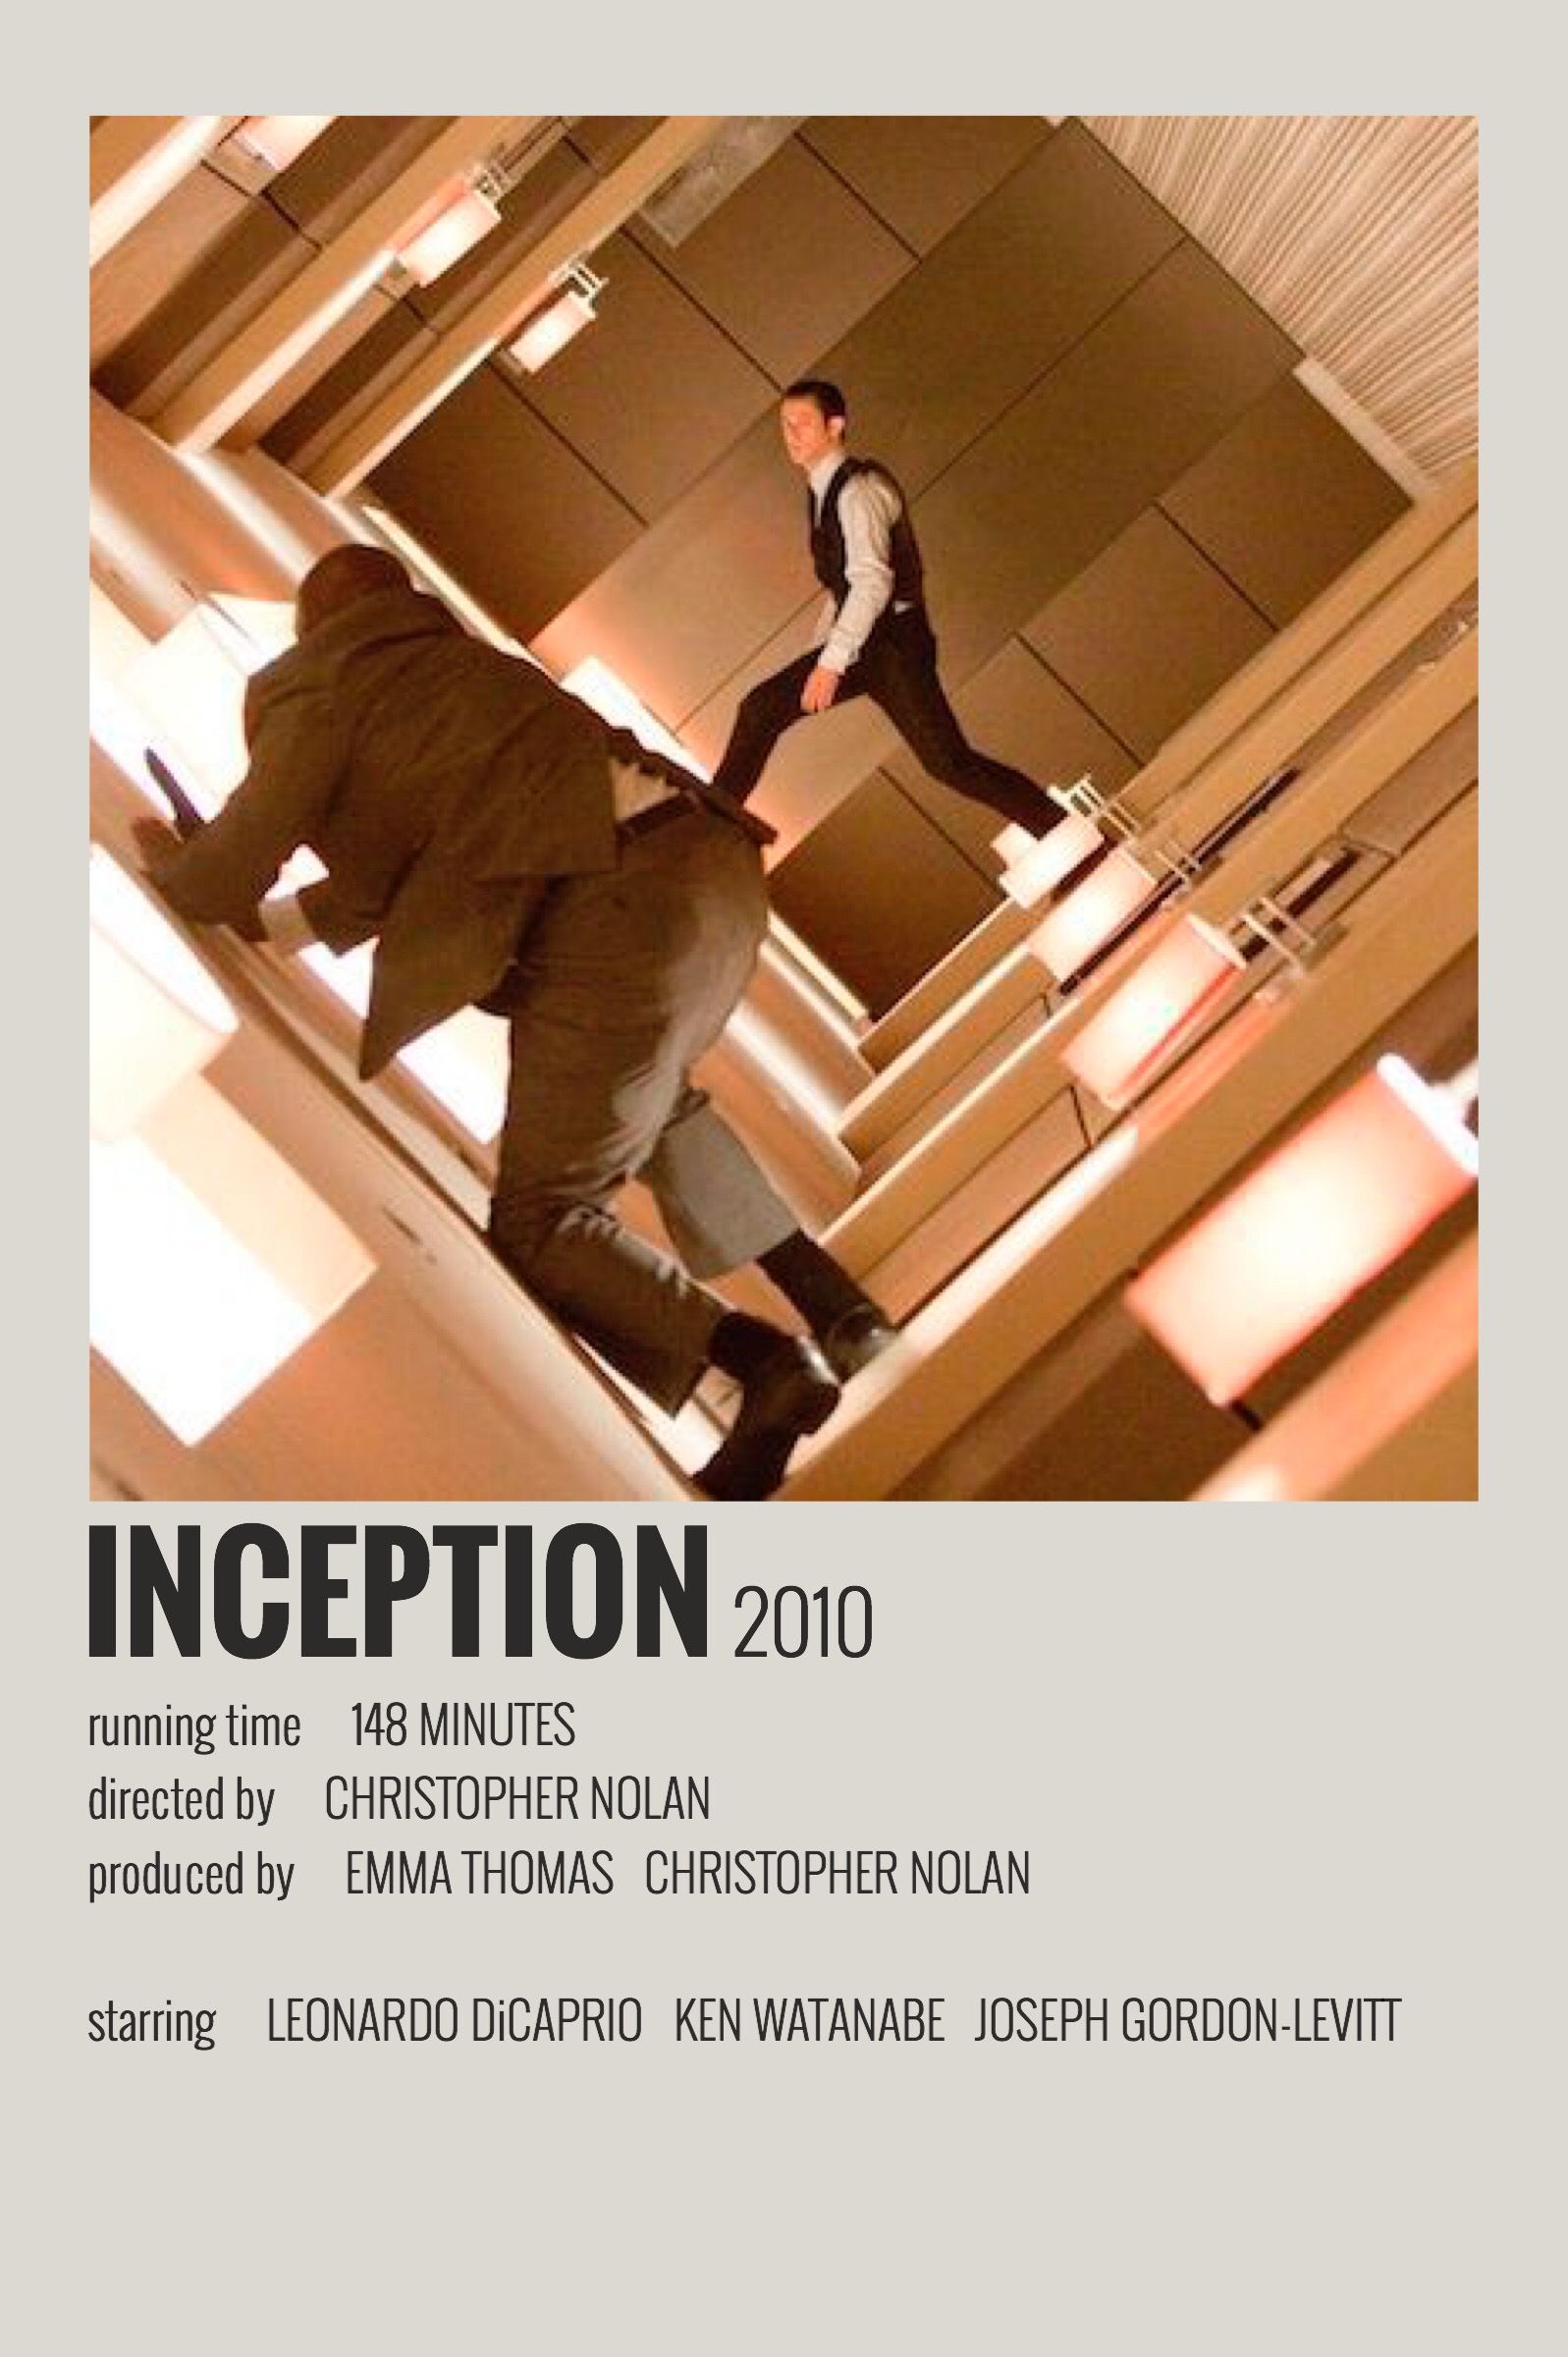 INCEPTION 2010
running time 148 MINUTES
directed by CHRISTOPHER NOLAN
produced by EMMA THOMAS CHRISTOPHER NOLAN
starring LEONARDO DiCAPRIO KEN WATANABE JOSEPH GORDON-LEVITT